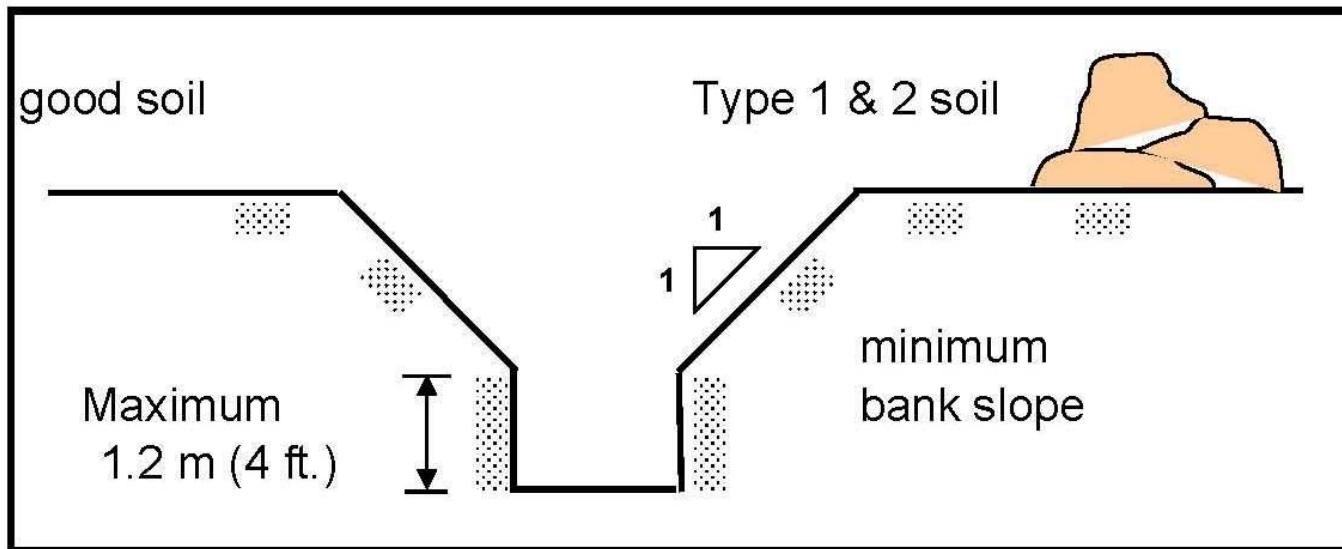 good soil
Type 1 & 2 soil
1
1
minimum
bank slope
Maximum
1.2 m (4 ft.)